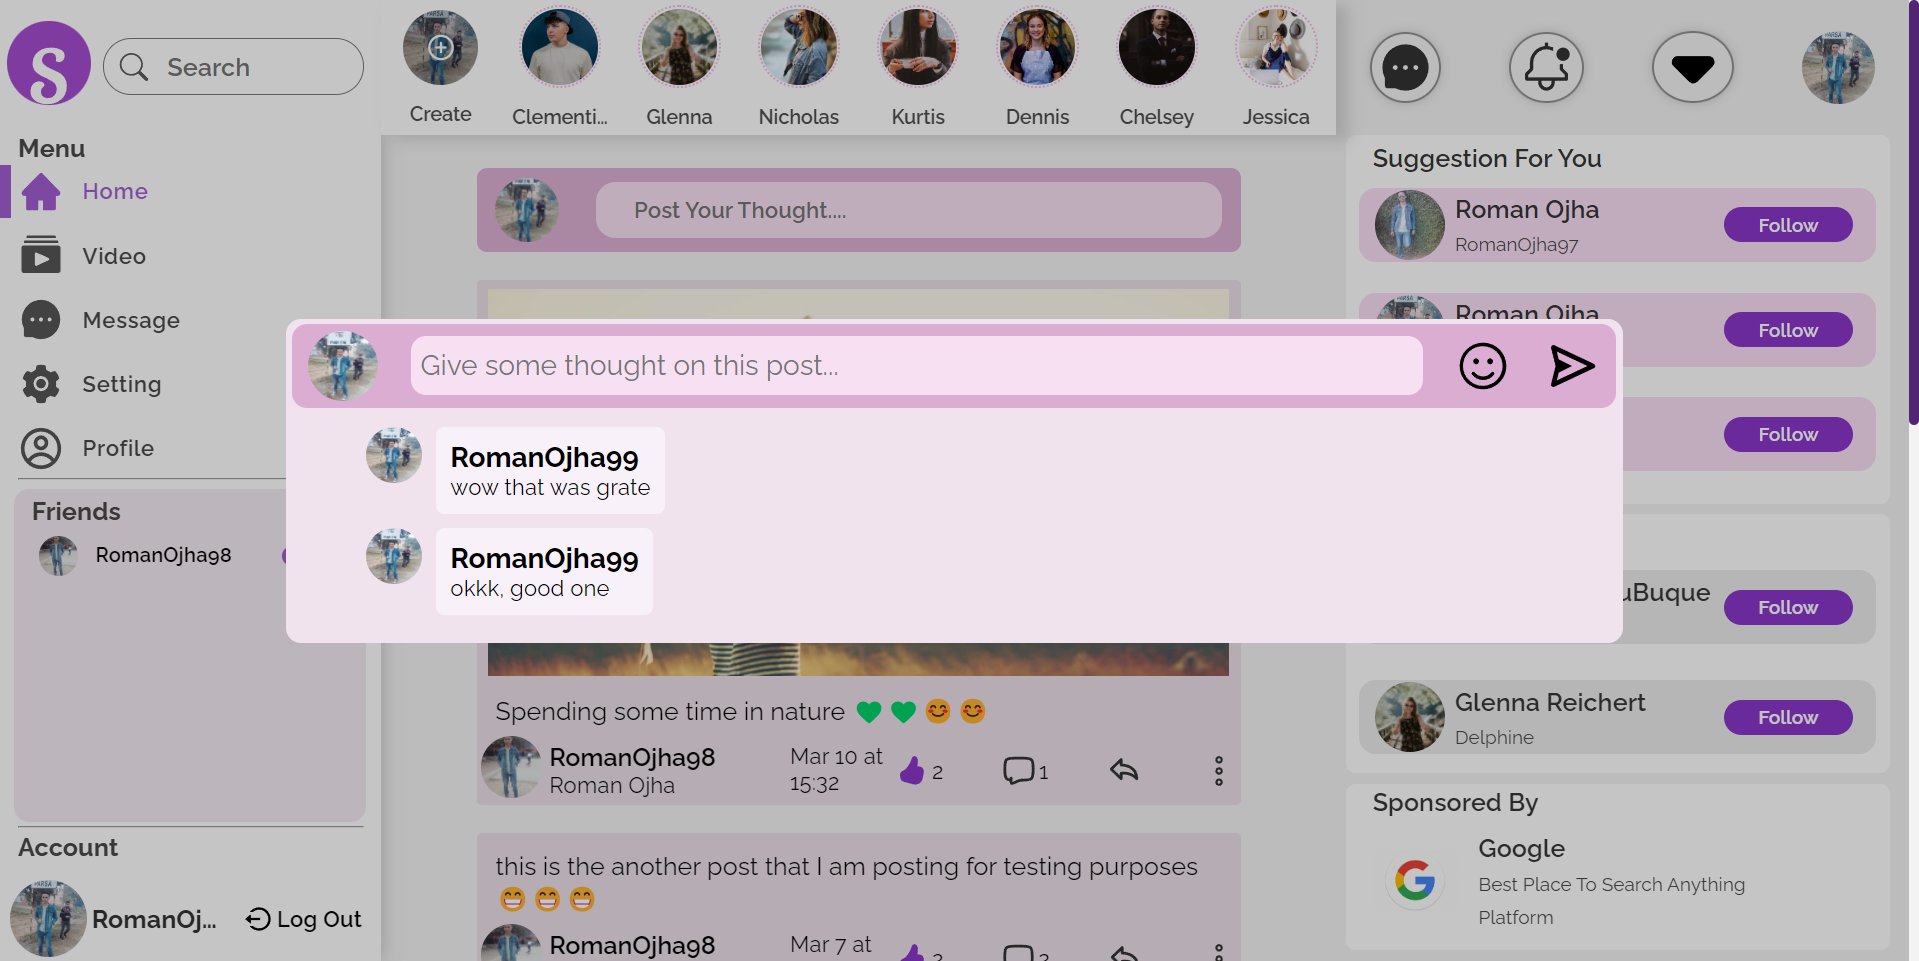 S
Search
Menu
Home
Video
Message
Setting
Profile
Friends
RomanOjha98
Account
RomanOj...
Log Out
Create
Clementi...
Glenna
Nicholas
Kurtis
Dennis
Chelsey
Jessica
Post Your Thought....
Give some thought on this post...
RomanOjha99
wow that was grate
RomanOjha99
okkk, good one
Spending some time in nature 💚 💚 😊 😊
RomanOjha98
Roman Ojha
Mar 10 at
15:32
2
1
this is the another post that I am posting for testing purposes
😁 😁 😁
RomanOjha98
Mar 7 at
Suggestion For You
Roman Ojha
RomanOjha97
Follow
Roman Ojha
Follow
Follow
uBuque
Follow
Glenna Reichert
Delphine
Follow
Sponsored By
Google
Best Place To Search Anything
Platform